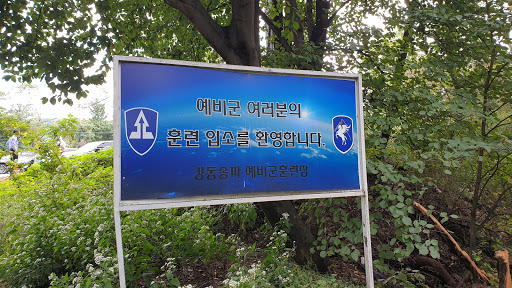 예비군 여러분의
훈련 입소를 환영합니다.
강동송파 예비군훈련장